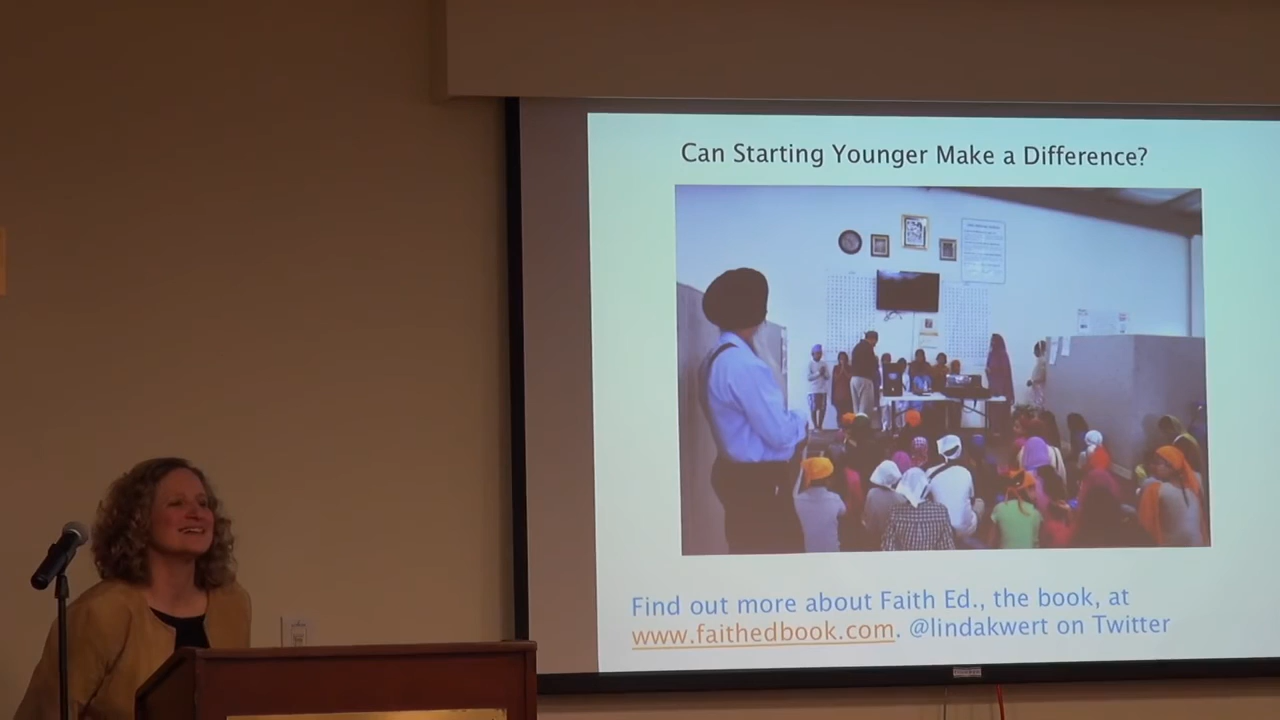 Can Starting Younger Make a Difference?
Find out more about Faith Ed., the book, at
www.faithedbook.com. @lindakwert on Twitter